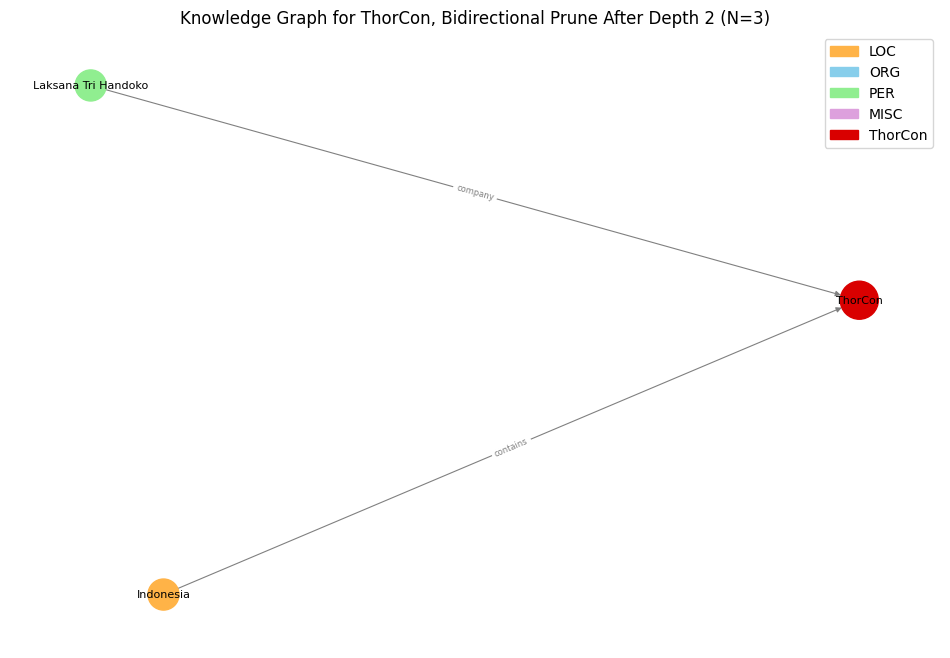 Knowledge Graph for ThorCon, Bidirectional Prune After Depth 2 (N=3)
LOC
ORG
PER
MISC
ThorCon
Laksana Tri Handoko
company
ThorCon
contains
Indonesia